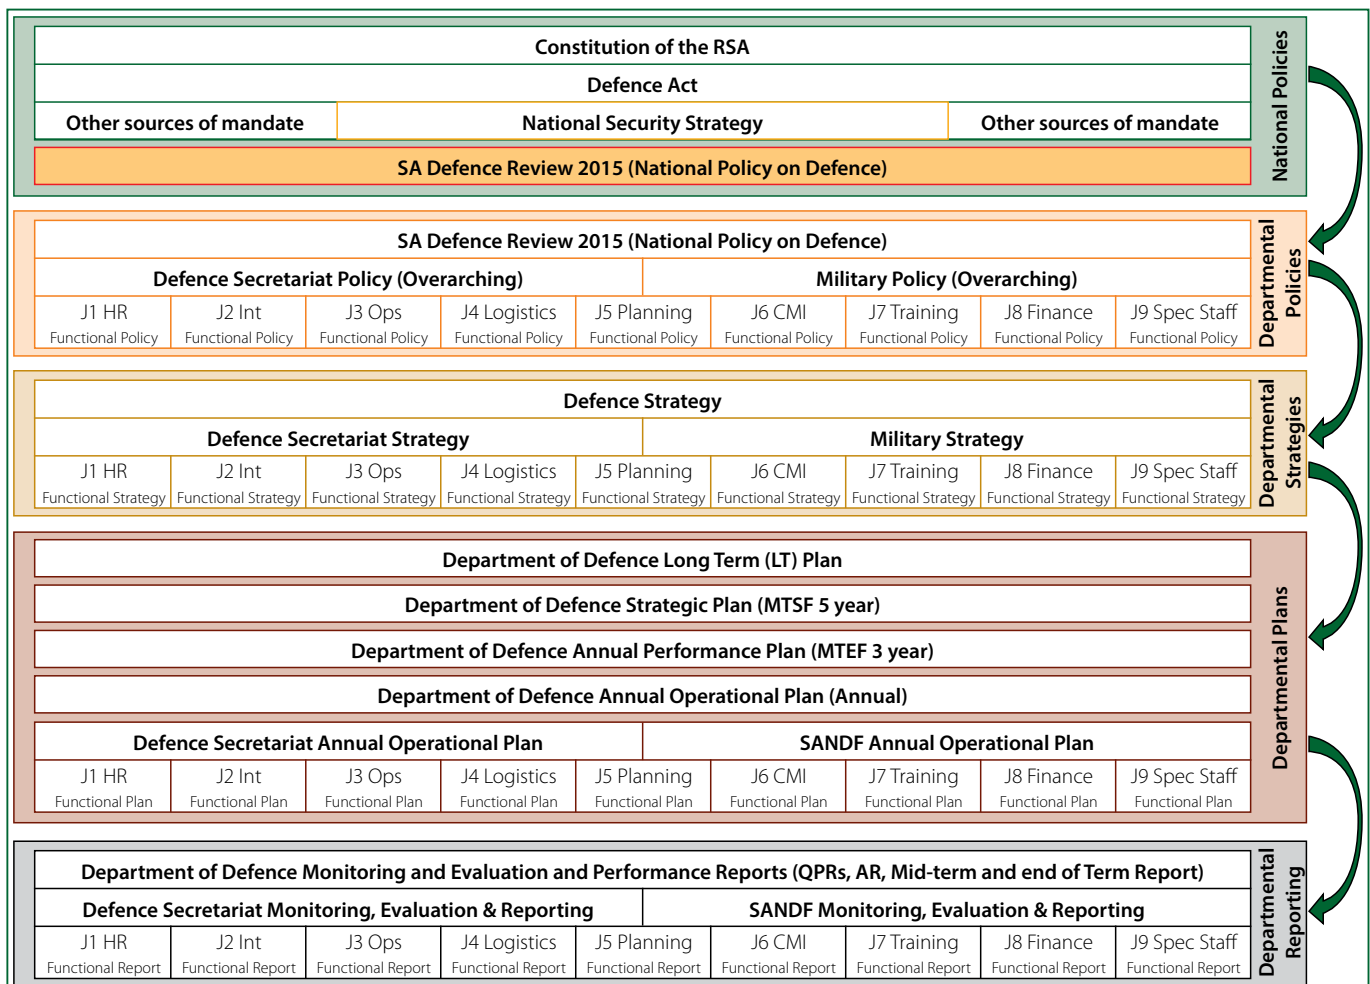 Constitution of the RSA
Defence Act
Other sources of mandate
National Security Strategy
Other sources of mandate
SA Defence Review 2015 (National Policy on Defence)
National Policies
SA Defence Review 2015 (National Policy on Defence)
Defence Secretariat Policy (Overarching)
Military Policy (Overarching)
J1 HR
Functional Policy
J2 Int
Functional Policy
J3 Ops
Functional Policy
J4 Logistics
Functional Policy
J5 Planning
Functional Policy
J6 CMI
Functional Policy
J7 Training
Functional Policy
J8 Finance
Functional Policy
J9 Spec Staff
Functional Policy
Departmental
Policies
Defence Strategy
Defence Secretariat Strategy
Military Strategy
J1 HR
Functional Strategy
J2 Int
Functional Strategy
J3 Ops
Functional Strategy
J4 Logistics
Functional Strategy
J5 Planning
Functional Strategy
J6 CMI
Functional Strategy
J7 Training
Functional Strategy
J8 Finance
Functional Strategy
J9 Spec Staff
Functional Strategy
Departmental
Strategies
Department of Defence Long Term (LT) Plan
Department of Defence Strategic Plan (MTSF 5 year)
Department of Defence Annual Performance Plan (MTEF 3 year)
Department of Defence Annual Operational Plan (Annual)
Defence Secretariat Annual Operational Plan
SANDF Annual Operational Plan
J1 HR
Functional Plan
J2 Int
Functional Plan
J3 Ops
Functional Plan
J4 Logistics
Functional Plan
J5 Planning
Functional Plan
J6 CMI
Functional Plan
J7 Training
Functional Plan
J8 Finance
Functional Plan
J9 Spec Staff
Functional Plan
Departmental Plans
Department of Defence Monitoring and Evaluation and Performance Reports (QPRs, AR, Mid-term and end of Term Report)
Defence Secretariat Monitoring, Evaluation & Reporting
SANDF Monitoring, Evaluation & Reporting
J1 HR
Functional Report
J2 Int
Functional Report
J3 Ops
Functional Report
J4 Logistics
Functional Report
J5 Planning
Functional Report
J6 CMI
Functional Report
J7 Training
Functional Report
J8 Finance
Functional Report
J9 Spec Staff
Functional Report
Departmental
Reporting